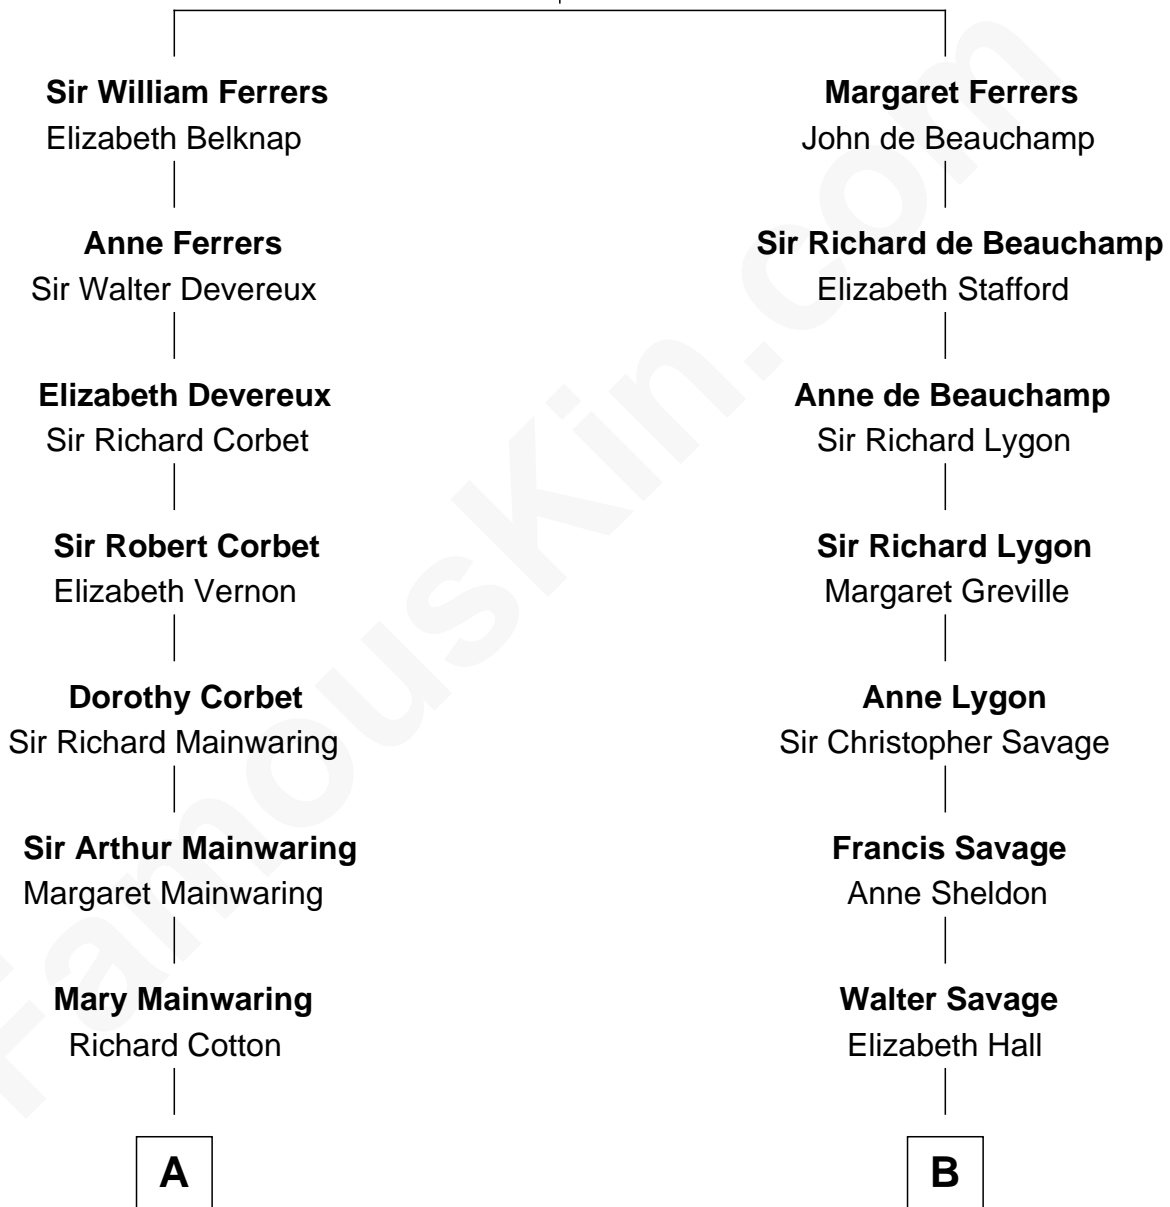 Sir William Ferrers
Elizabeth Belknap
Margaret Ferrers
John de Beauchamp
Anne Ferrers
Sir Walter Devereux
Sir Richard de Beauchamp
Elizabeth Stafford
Elizabeth Devereux
Sir Richard Corbet
Anne de Beauchamp
Sir Richard Lygon
Sir Robert Corbet
Elizabeth Vernon
Sir Richard Lygon
Margaret Greville
Dorothy Corbet
Sir Richard Mainwaring
Anne Lygon
Sir Christopher Savage
Sir Arthur Mainwaring
Margaret Mainwaring
Francis Savage
Anne Sheldon
Mary Mainwaring
Richard Cotton
Walter Savage
Elizabeth Hall
A
B
FamousKin.com